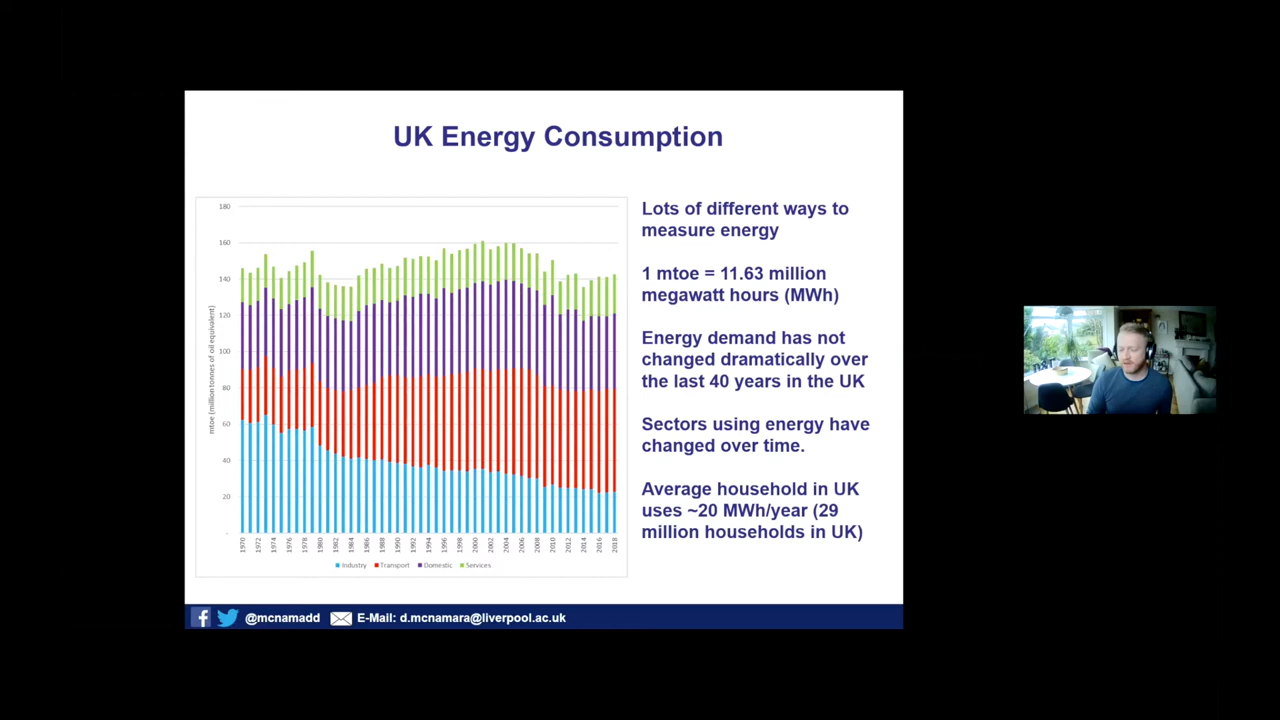 UK Energy Consumption
180
160
140
120
100
80
60
40
20
-
mtoe (million tonnes of oil equivalent)
1970
1972
1974
1976
1978
1980
1982
1984
1986
1988
1990
1992
1994
1996
1998
2000
2002
2004
2006
2008
2010
2012
2014
2016
2018
Industry Transport Domestic Services
Lots of different ways to
measure energy
1 mtoe = 11.63 million
megawatt hours (MWh)
Energy demand has not
changed dramatically over
the last 40 years in the UK
Sectors using energy have
changed over time.
Average household in UK
uses ~20 MWh/year (29
million households in UK)
@mcnamadd E-Mail: d.mcnamara@liverpool.ac.uk